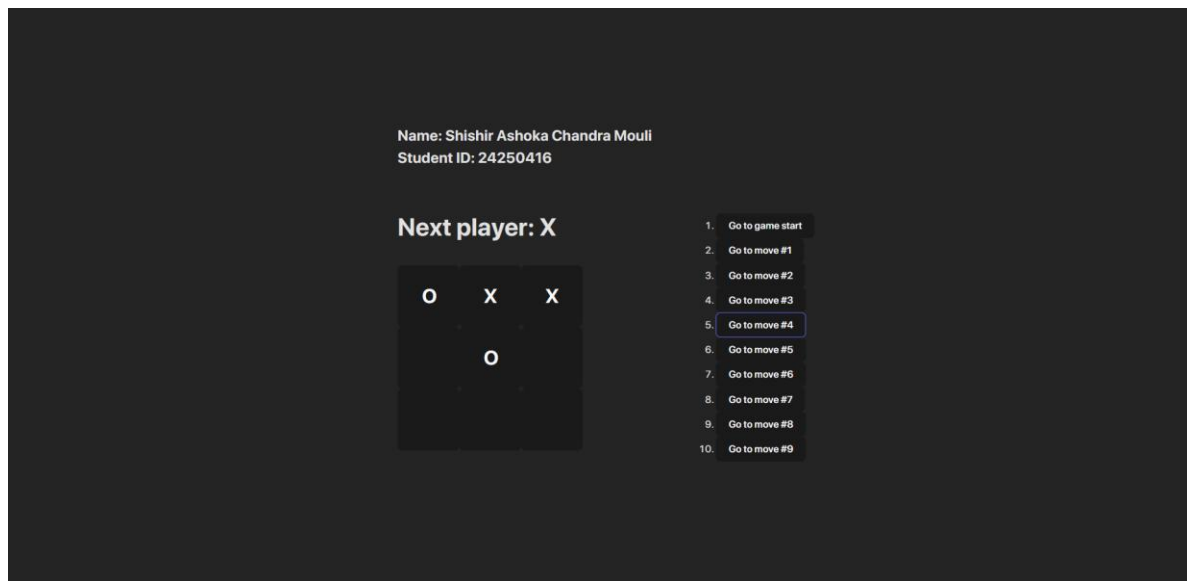 Name: Shishir Ashoka Chandra Mouli
Student ID: 24250416
Next player: X
O X X
O
1. Go to game start
2. Go to move #1
3. Go to move #2
4. Go to move #3
5. Go to move #4
6. Go to move #5
7. Go to move #6
8. Go to move #7
9. Go to move #8
10. Go to move #9